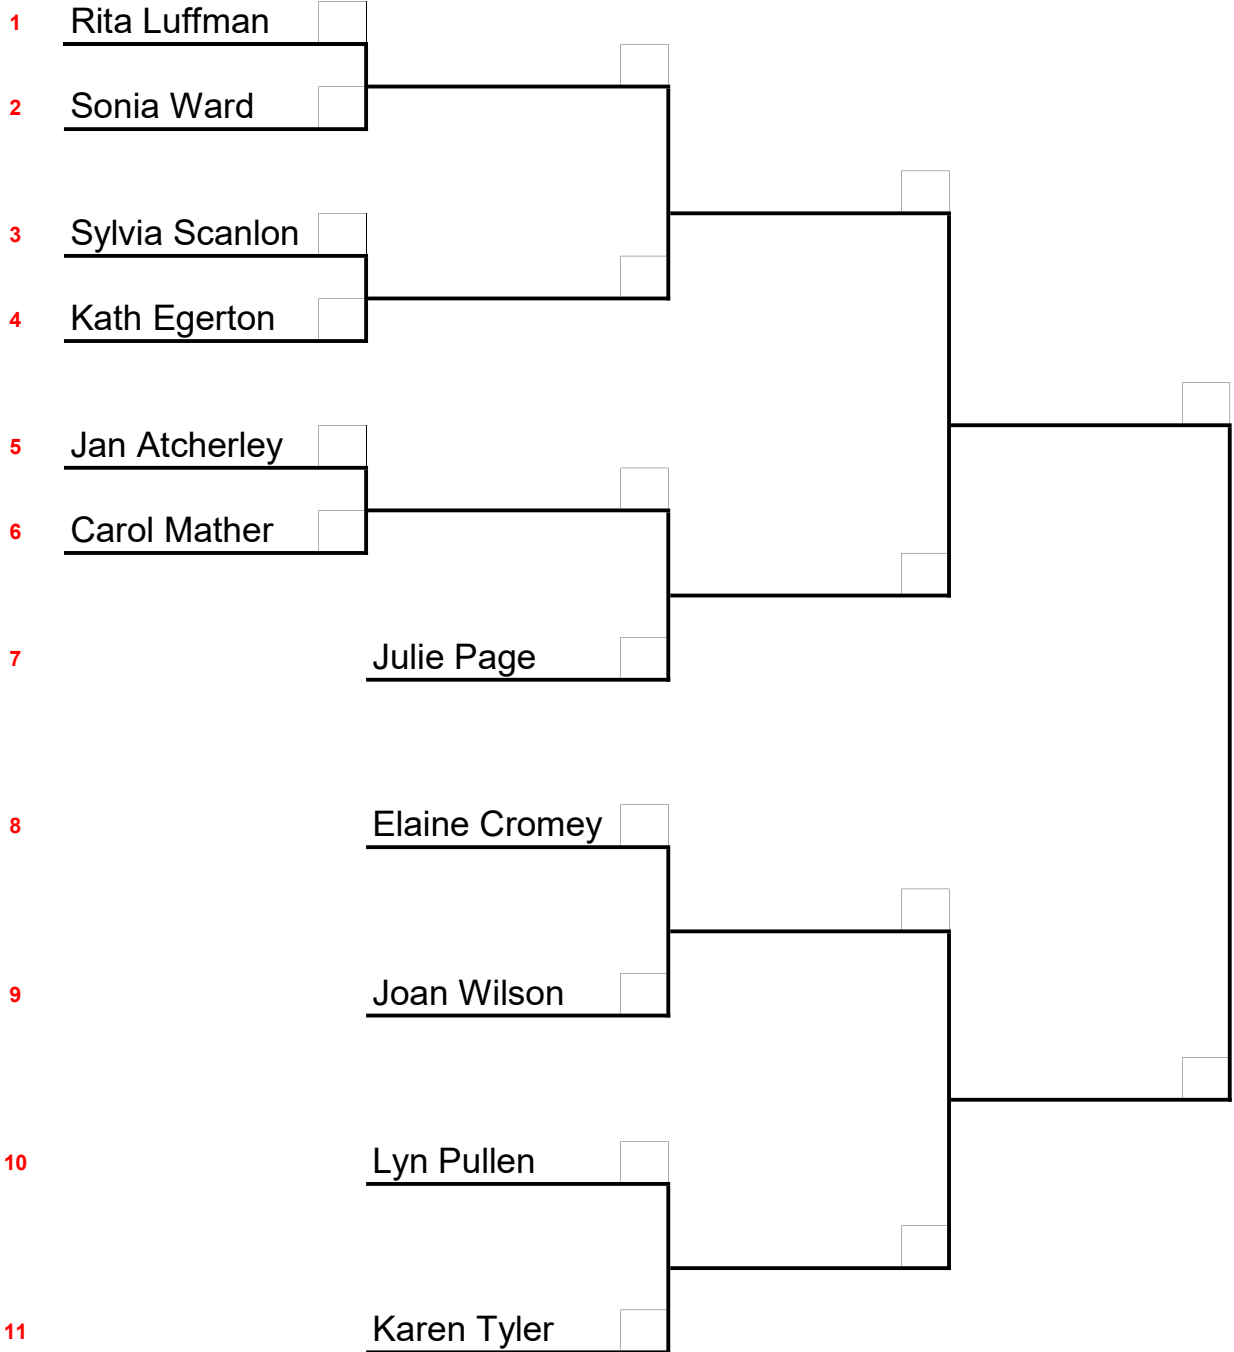 1 Rita Luffman
2 Sonia Ward
3 Sylvia Scanlon
4 Kath Egerton
5 Jan Atcherley
6 Carol Mather
7 Julie Page
8 Elaine Cromey
9 Joan Wilson
10 Lyn Pullen
11 Karen Tyler